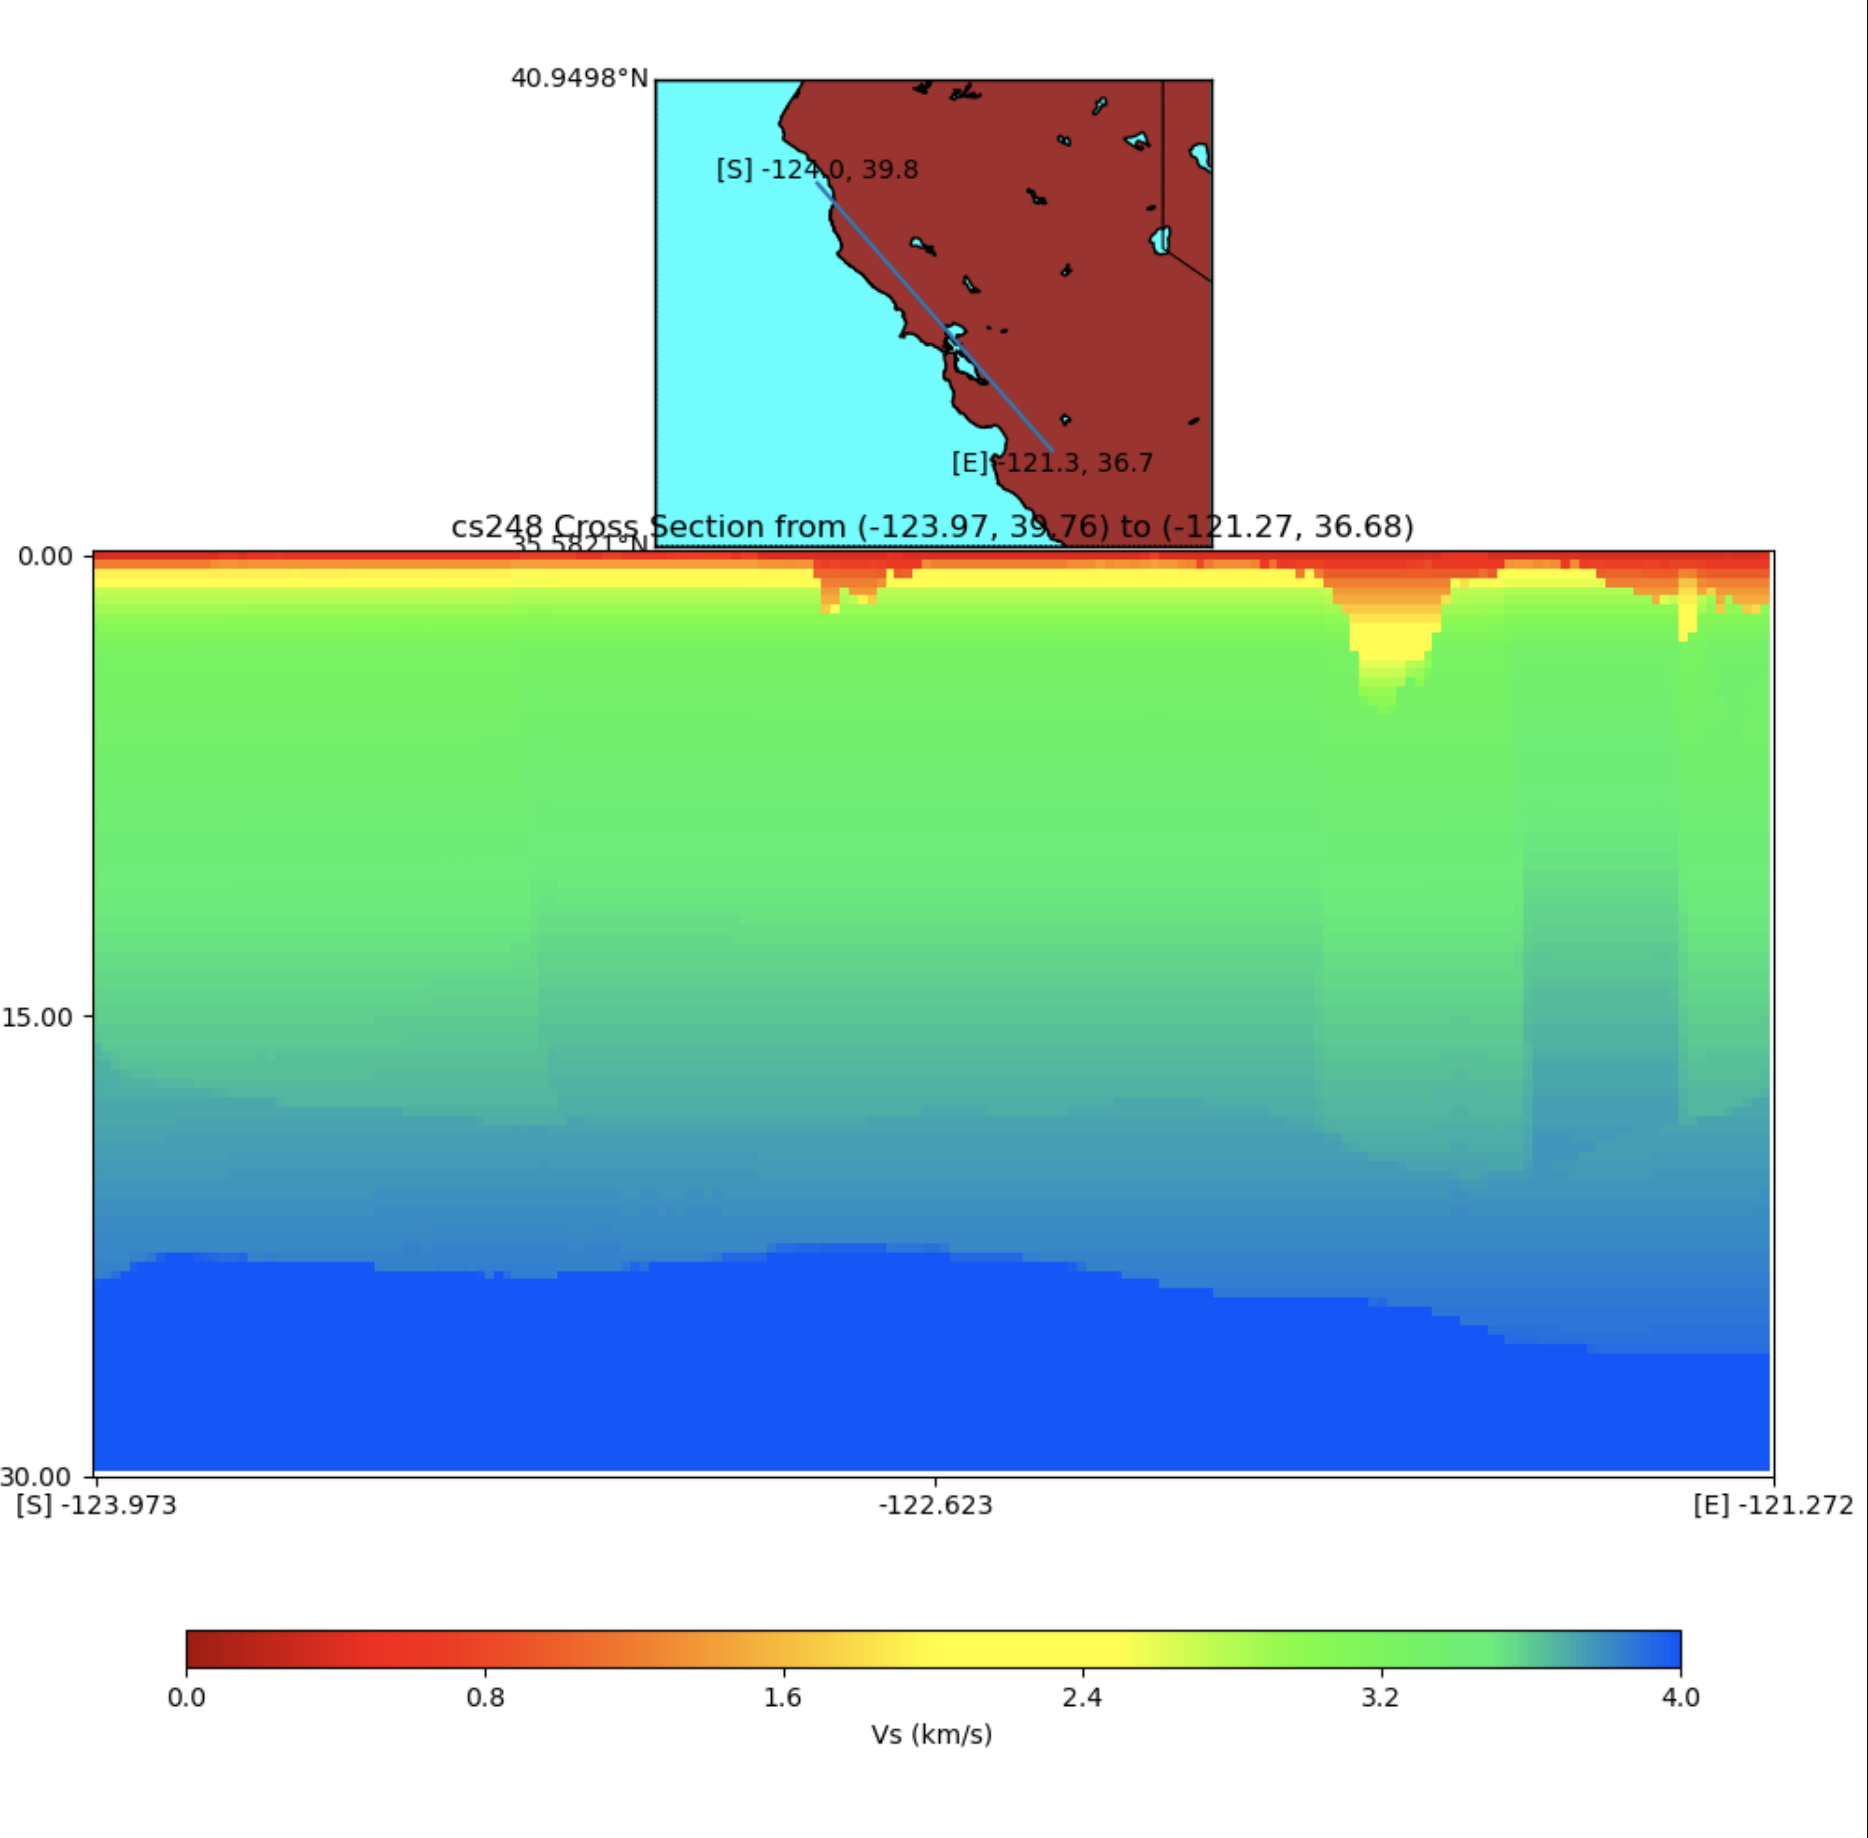 40.9498°N
[S] -124.0, 39.8
[E] -121.3, 36.7
cs248 Cross Section from (-123.97, 39.76) to (-121.27, 36.68)
35.5821°N
0.00
15.00
30.00
[S] -123.973 -122.623 [E] -121.272
0.0 0.8 1.6 2.4 3.2 4.0
Vs (km/s)